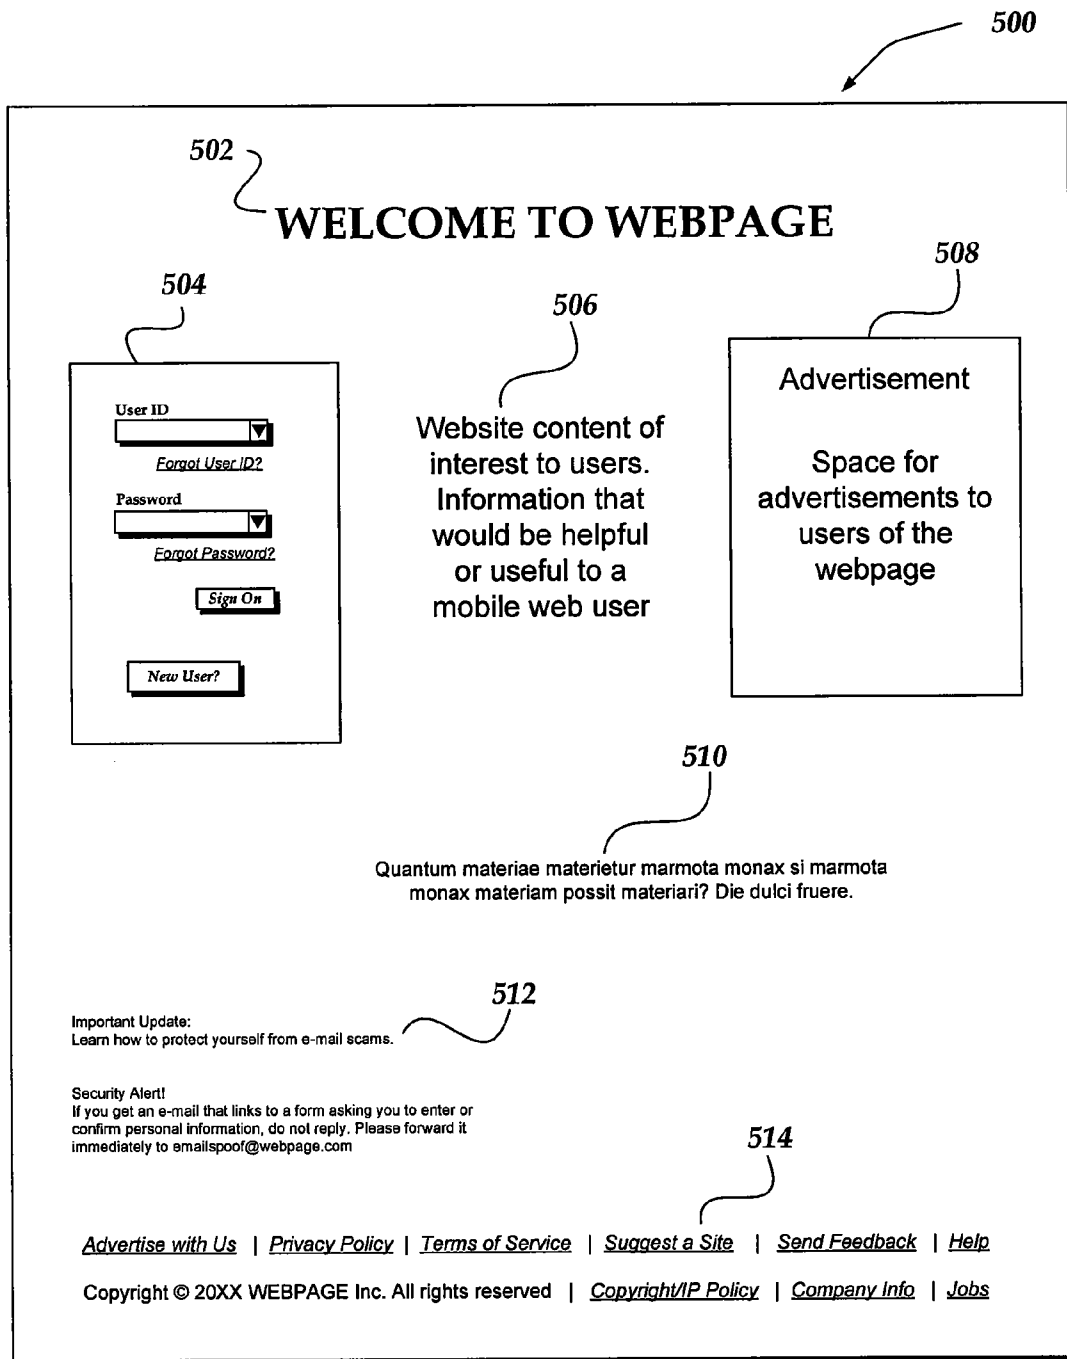 500
502
WELCOME TO WEBPAGE
504
506
508
User ID
Forgot User ID?
Password
Forgot Password?
Sign On
New User?
Website content of
interest to users.
Information that
would be helpful
or useful to a
mobile web user
Advertisement
Space for
advertisements to
users of the
webpage
510
Quantum materiae materietur marmota monax si marmota
monax materiam possit materiari? Die dulci fruere.
512
Important Update:
Learn how to protect yourself from e-mail scams.
Security Alert!
If you get an e-mail that links to a form asking you to enter or
confirm personal information, do not reply. Please forward it
immediately to emailspoof@webpage.com
514
Advertise with Us | Privacy Policy | Terms of Service | Suggest a Site | Send Feedback | Help
Copyright © 20XX WEBPAGE Inc. All rights reserved | Copyright/IP Policy | Company Info | Jobs